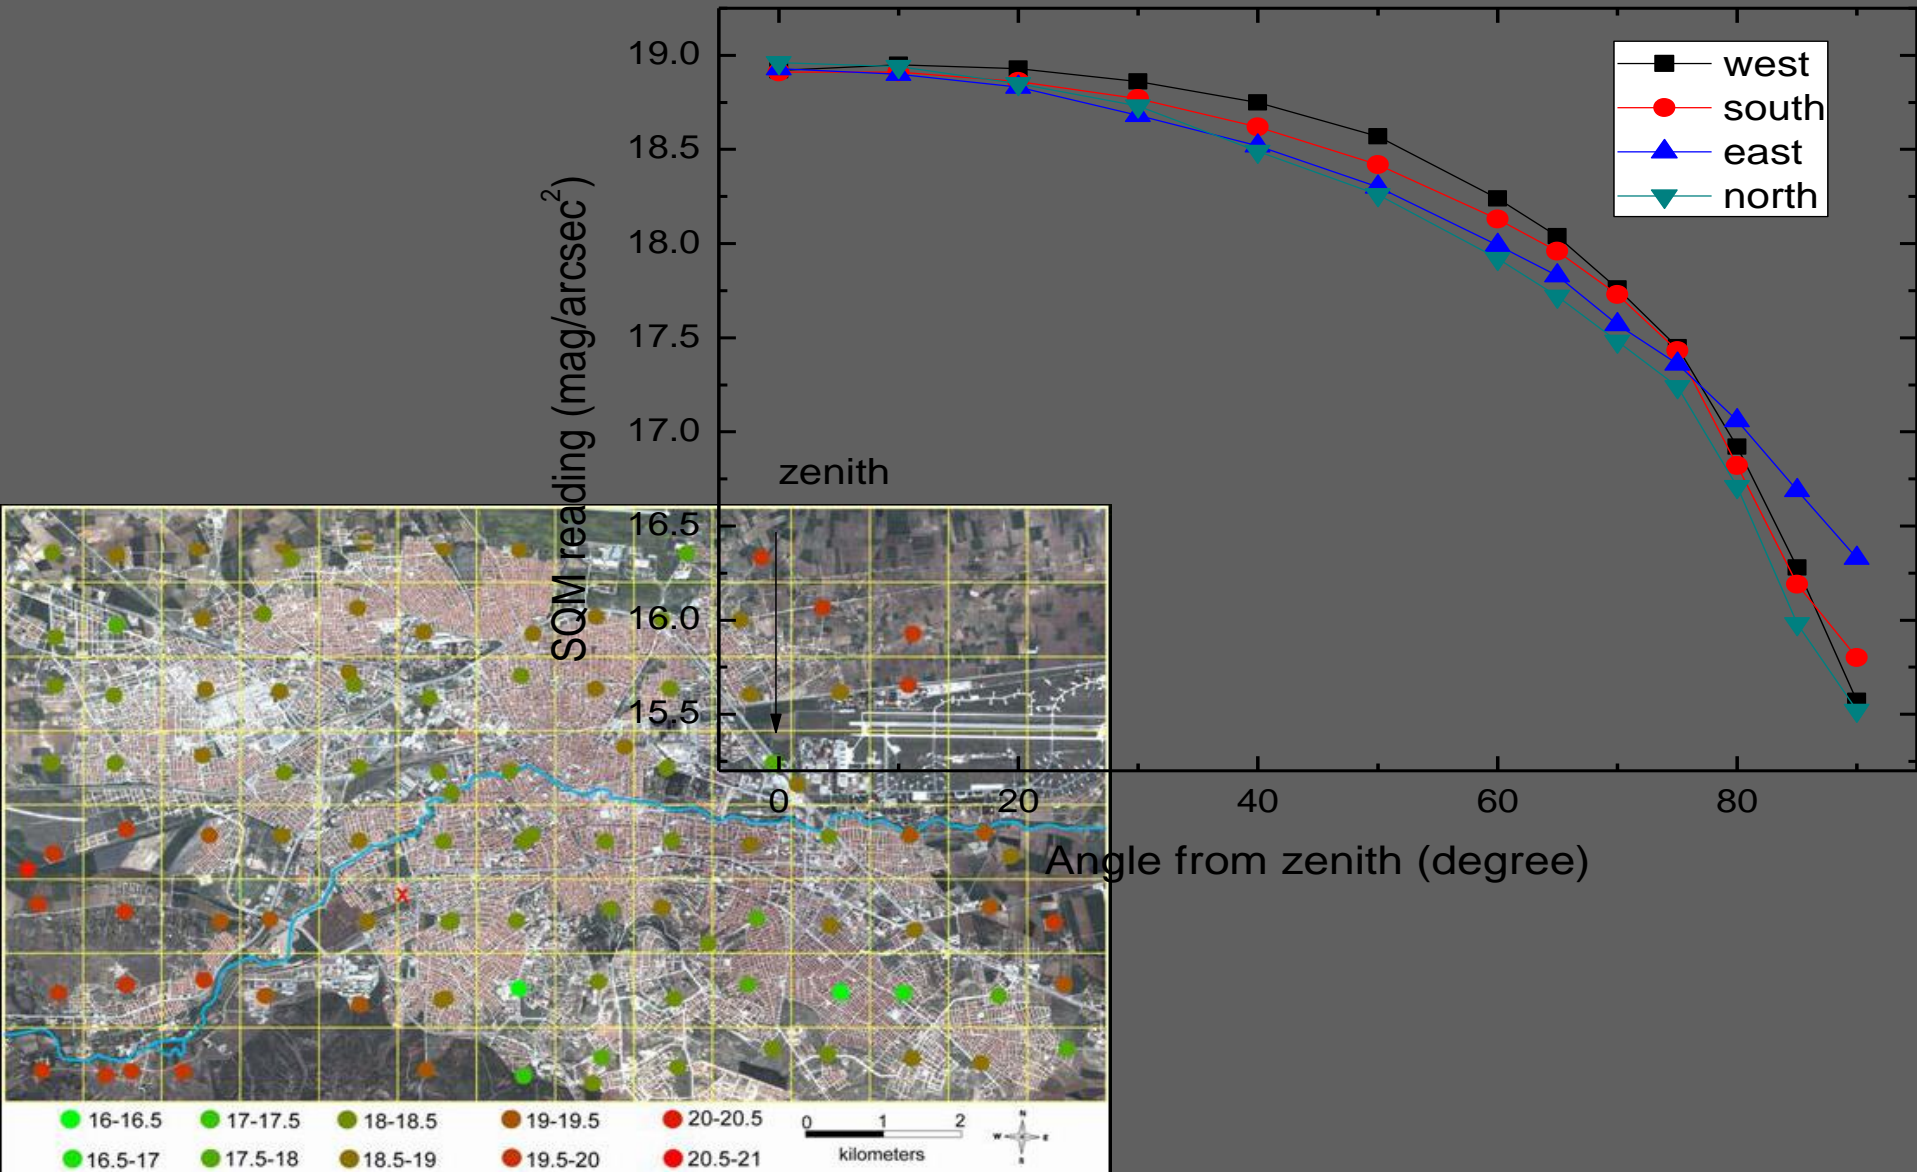 19.0
18.5
18.0
17.5
17.0
16.5
16.0
15.5
SQM reading (mag/arcsec²)
west
south
east
north
zenith
0 20 40 60 80
Angle from zenith (degree)
X
16-16.5 17-17.5 18-18.5 19-19.5 20-20.5
16.5-17 17.5-18 18.5-19 19.5-20 20.5-21
0 1 2
kilometers
N
W E
S